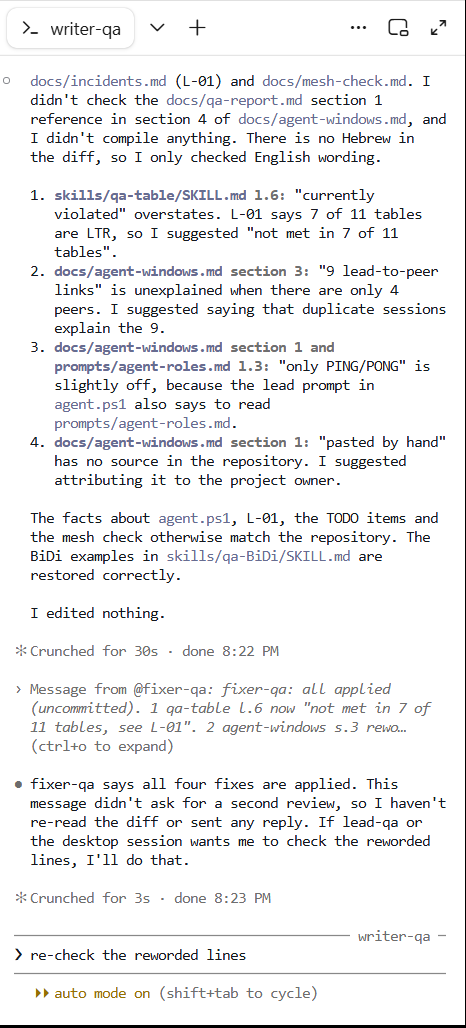 >_ writer-qa
docs/incidents.md (L-01) and docs/mesh-check.md. I
didn't check the docs/qa-report.md section 1
reference in section 4 of docs/agent-windows.md, and
I didn't compile anything. There is no Hebrew in
the diff, so I only checked English wording.
1. skills/qa-table/SKILL.md l.6: "currently
violated" overstates. L-01 says 7 of 11 tables
are LTR, so I suggested "not met in 7 of 11
tables".
2. docs/agent-windows.md section 3: "9 lead-to-peer
links" is unexplained when there are only 4
peers. I suggested saying that duplicate sessions
explain the 9.
3. docs/agent-windows.md section 1 and
prompts/agent-roles.md l.3: "only PING/PONG" is
slightly off, because the lead prompt in
agent.ps1 also says to read
prompts/agent-roles.md.
4. docs/agent-windows.md section 1: "pasted by hand"
has no source in the repository. I suggested
attributing it to the project owner.
The facts about agent.ps1, L-01, the TODO items and
the mesh check otherwise match the repository. The
BiDi examples in skills/qa-BiDi/SKILL.md are
restored correctly.
I edited nothing.
✻ Crunched for 30s · done 8:22 PM
› Message from @fixer-qa: fixer-qa: all applied
(uncommitted). 1 qa-table l.6 now "not met in 7 of
11 tables, see L-01". 2 agent-windows s.3 rewo…
(ctrl+o to expand)
● fixer-qa says all four fixes are applied. This
message didn't ask for a second review, so I haven't
re-read the diff or sent any reply. If lead-qa or
the desktop session wants me to check the reworded
lines, I'll do that.
✻ Crunched for 3s · done 8:23 PM
writer-qa
❯ re-check the reworded lines
⏵⏵ auto mode on (shift+tab to cycle)